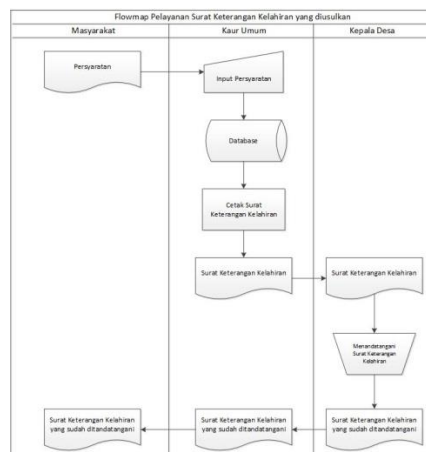 Flowmap Pelayanan Surat Keterangan Kelahiran yang diusulkan
Masyarakat
Kaur Umum
Kepala Desa
Persyaratan
Input Persyaratan
Database
Cetak Surat
Keterangan Kelahiran
Surat Keterangan Kelahiran
Surat Keterangan Kelahiran
Menandatangani
Surat Keterangan
Kelahiran
Surat Keterangan Kelahiran
yang sudah ditandatangani
Surat Keterangan Kelahiran
yang sudah ditandatangani
Surat Keterangan Kelahiran
yang sudah ditandatangani